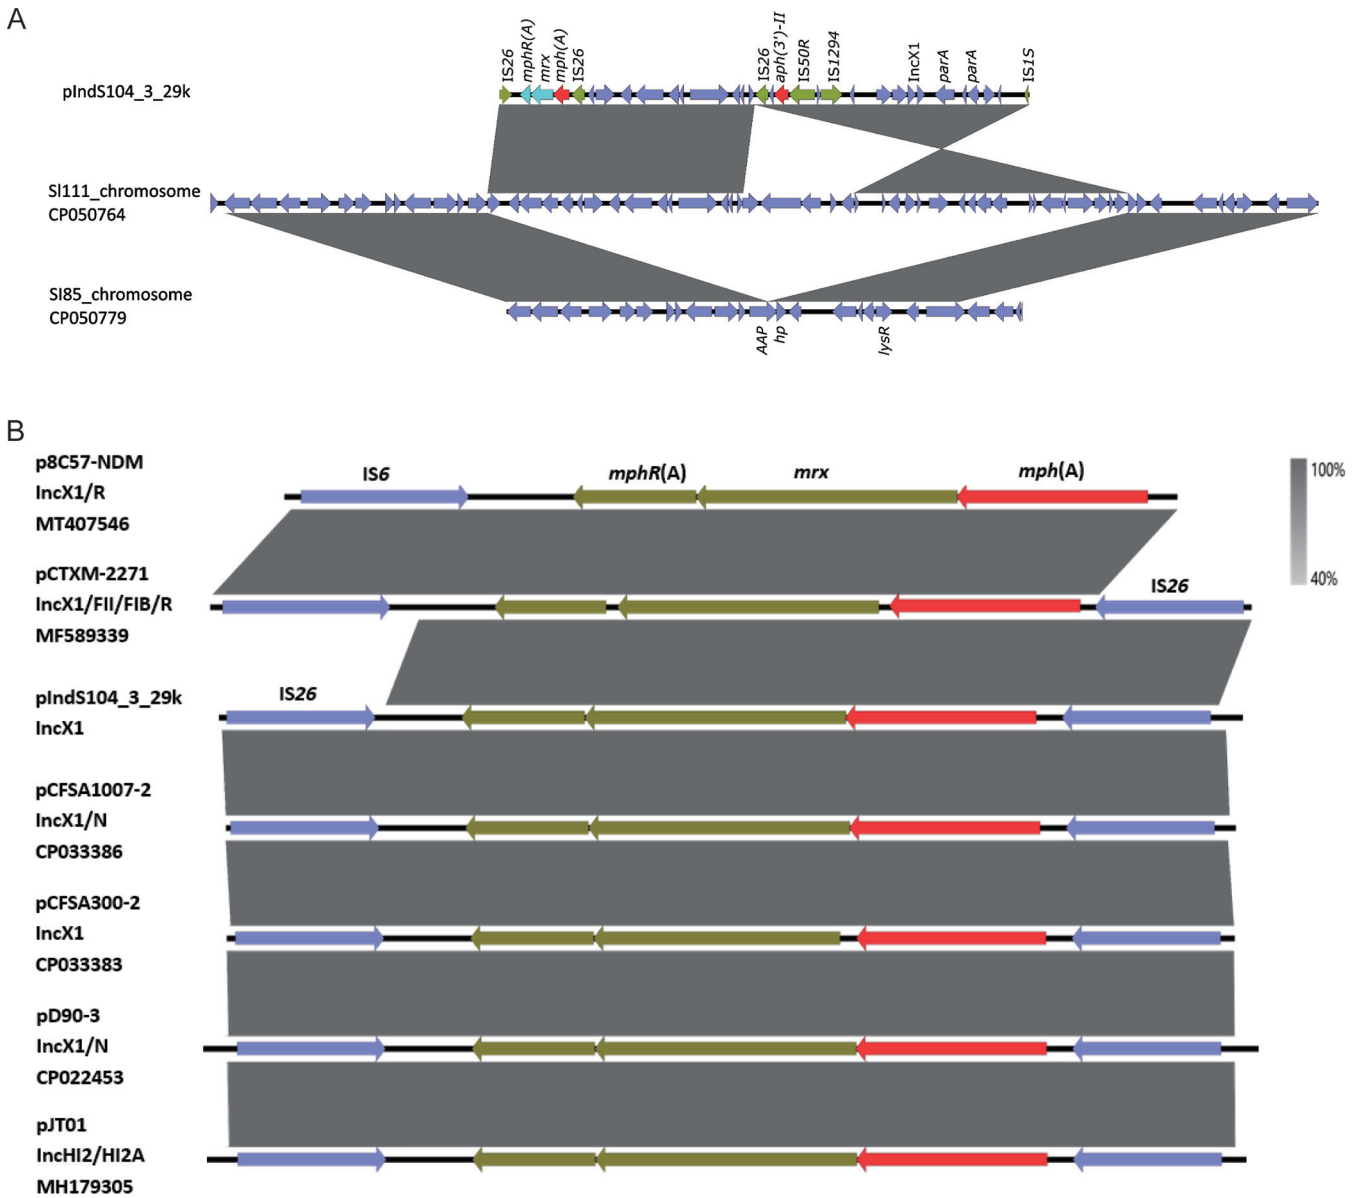 A
IS26
mphR(A)
mrx
mph(A)
IS26
IS26
aph(3')-II
IS50R
IS1294
IncX1
parA
parA
IS1S
pIndS104_3_29k
SI111_chromosome
CP050764
SI85_chromosome
CP050779
AAP
hp
lysR
B
p8C57-NDM
IncX1/R
MT407546
IS6
mphR(A)
mrx
mph(A)
100%
40%
pCTXM-2271
IncX1/FII/FIB/R
MF589339
IS26
pIndS104_3_29k
IncX1
IS26
pCFSA1007-2
IncX1/N
CP033386
pCFSA300-2
IncX1
CP033383
pD90-3
IncX1/N
CP022453
pJT01
IncHI2/HI2A
MH179305